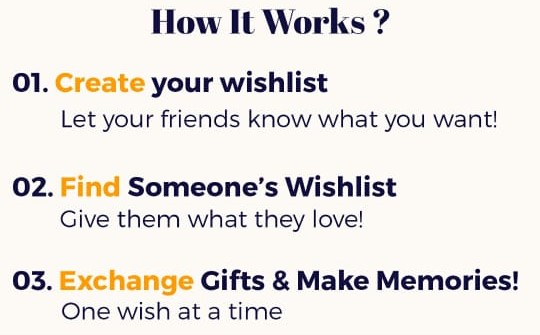 How It Works ?
01. Create your wishlist
Let your friends know what you want!
02. Find Someone's Wishlist
Give them what they love!
03. Exchange Gifts & Make Memories!
One wish at a time